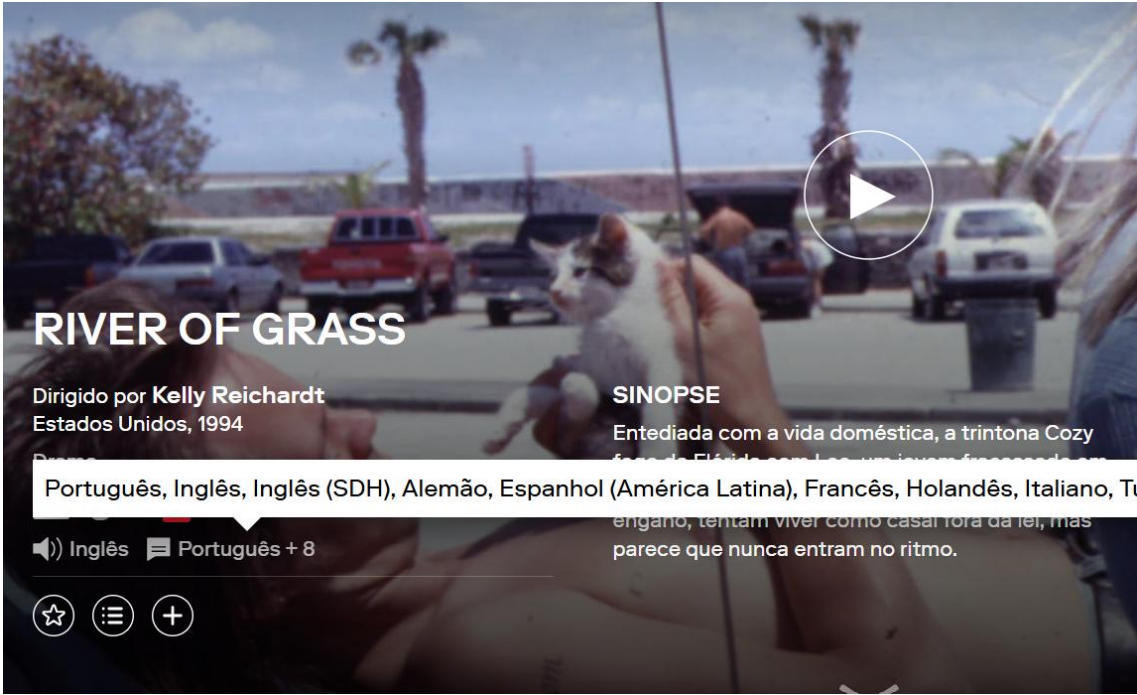 RIVER OF GRASS
Dirigido por Kelly Reichardt
Estados Unidos, 1994
Português, Inglês, Inglês (SDH), Alemão, Espanhol (América Latina), Francês, Holandês, Italiano,
Inglês
Português + 8
SINOPSE
Entediada com a vida doméstica, a trintona Cozy
engano, tentam viver como casal fora da lei, mas
parece que nunca entram no ritmo.